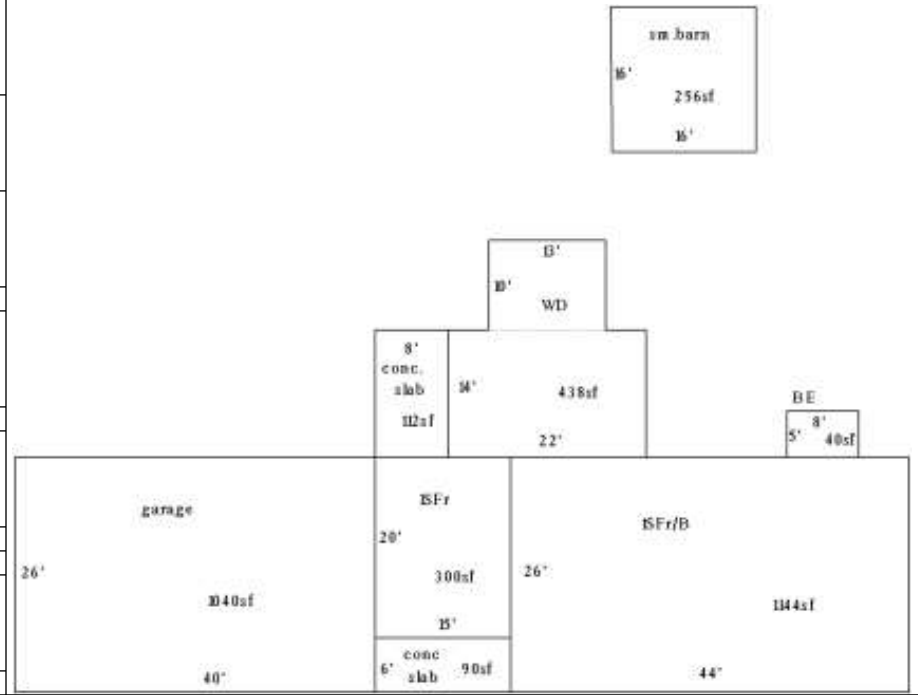 sm.barn
16'
256sf
16'
13'
10'
WD
8'
conc.
slab
112sf
14'
438sf
22'
BE
8'
5'
40sf
garage
26'
1040sf
40'
1SFr
20'
300sf
15'
6'
conc
slab
90sf
1SFr/B
26'
1144sf
44'